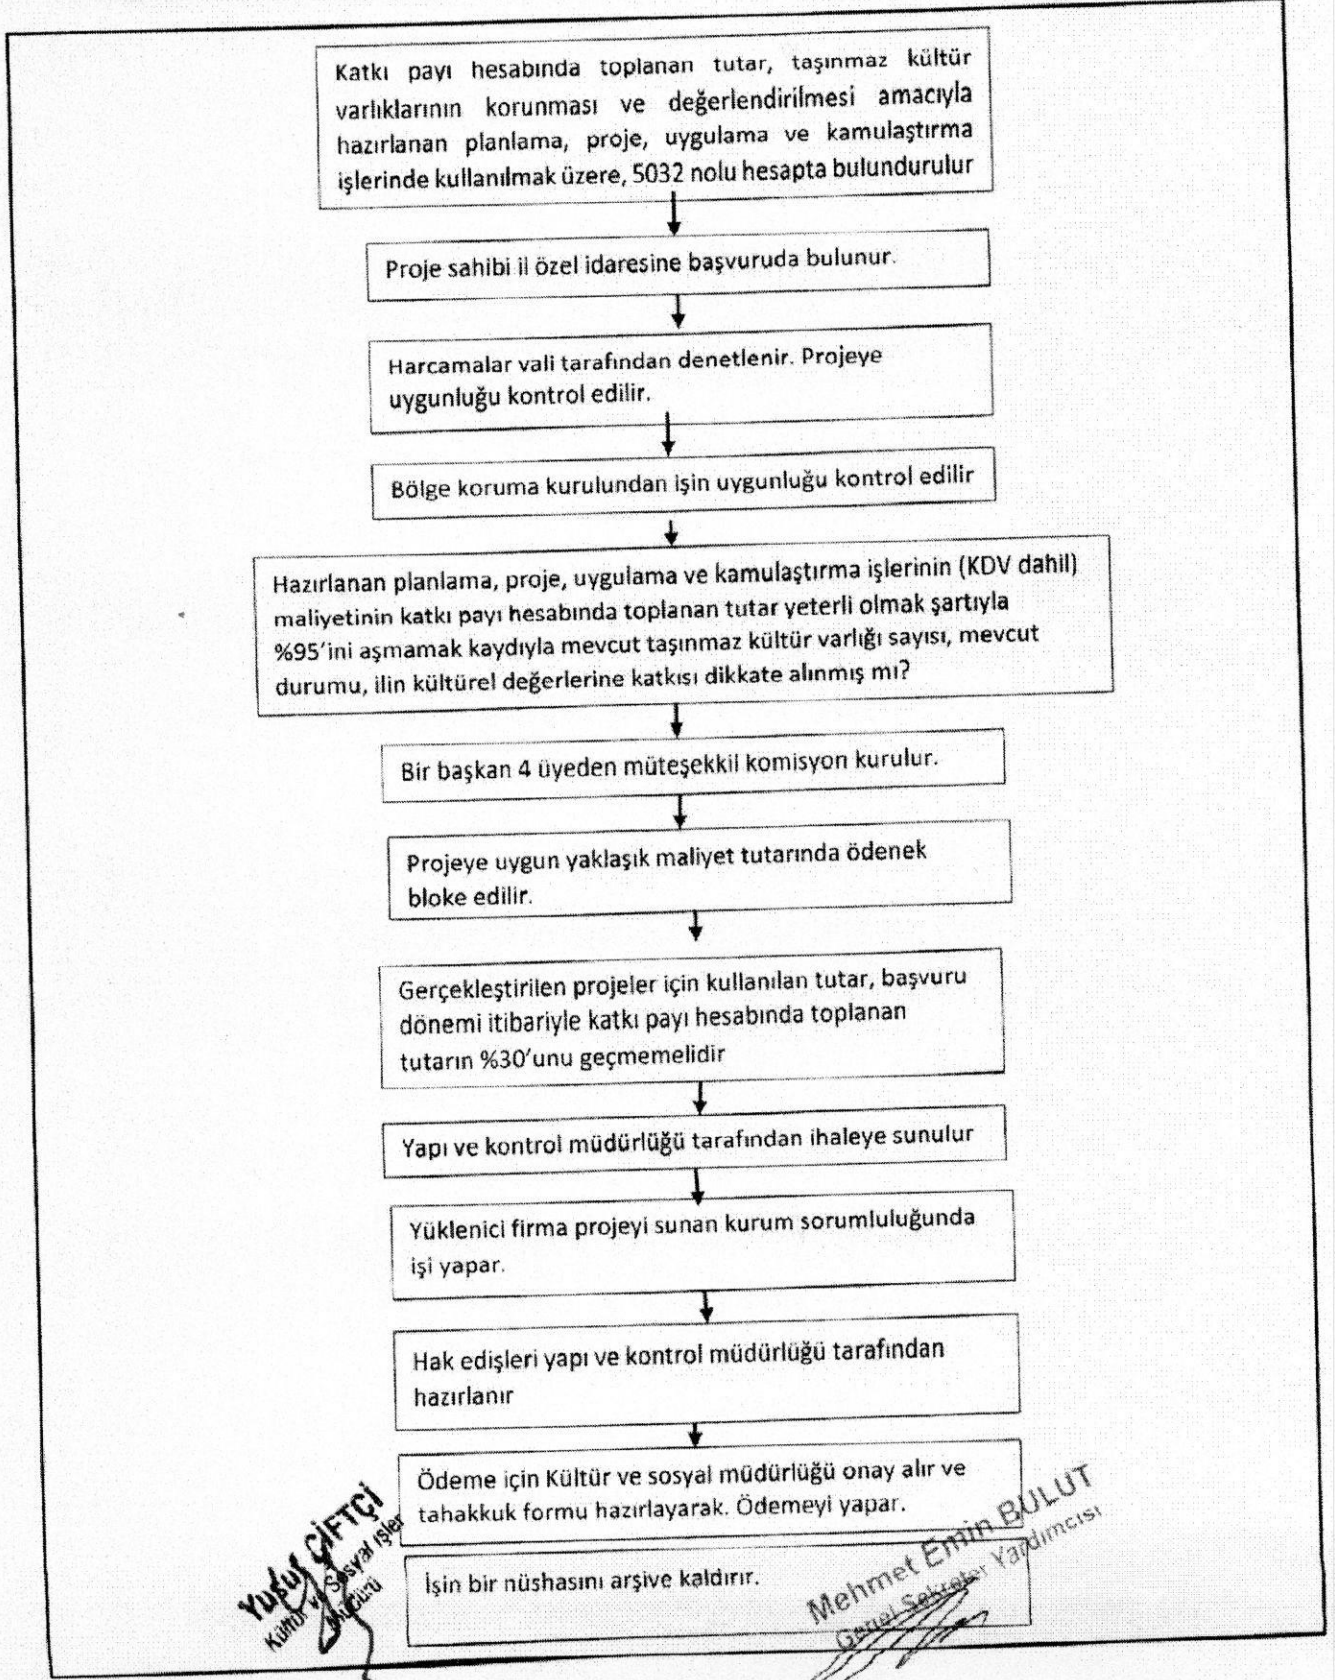 Katkı payı hesabında toplanan tutar, taşınmaz kültür
varlıklarının korunması ve değerlendirilmesi amacıyla
hazırlanan planlama, proje, uygulama ve kamulaştırma
işlerinde kullanılmak üzere, 5032 nolu hesapta bulundurulur
Proje sahibi il özel idaresine başvuruda bulunur.
Harcamalar vali tarafından denetlenir. Projeye
uygunluğu kontrol edilir.
Bölge koruma kurulundan işin uygunluğu kontrol edilir
Hazırlanan planlama, proje, uygulama ve kamulaştırma işlerinin (KDV dahil)
maliyetinin katkı payı hesabında toplanan tutar yeterli olmak şartıyla
%95'ini aşmamak kaydıyla mevcut taşınmaz kültür varlığı sayısı, mevcut
durumu, ilin kültürel değerlerine katkısı dikkate alınmış mı?
Bir başkan 4 üyeden müteşekkil komisyon kurulur.
Projeye uygun yaklaşık maliyet tutarında ödenek
bloke edilir.
Gerçekleştirilen projeler için kullanılan tutar, başvuru
dönemi itibariyle katkı payı hesabında toplanan
tutarın %30'unu geçmemelidir
Yapı ve kontrol müdürlüğü tarafından ihaleye sunulur
Yüklenici firma projeyi sunan kurum sorumluluğunda
işi yapar.
Hak edişleri yapı ve kontrol müdürlüğü tarafından
hazırlanır
Ödeme için Kültür ve sosyal müdürlüğü onay alır ve
tahakkuk formu hazırlayarak. Ödemeyi yapar.
İşin bir nüshasını arşive kaldırır.
Yusuf ÇİFTÇİ
Kültür ve Sosyal İşler
Müdürü
Mehmet Emin BULUT
Genel Sekreter Yardımcısı